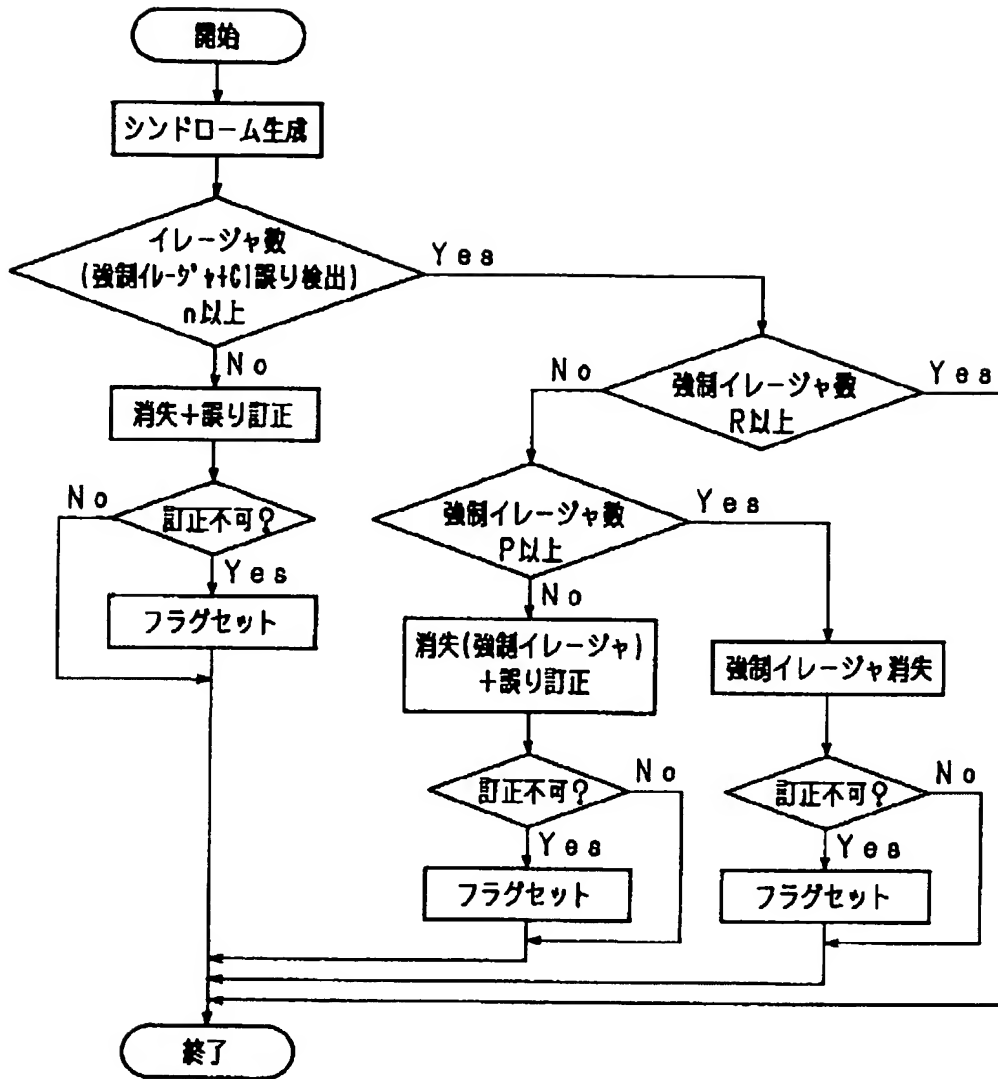 開始
シンドローム生成
イレージャ数
(強制イレージャ+C1誤り検出)
n以上
Yes
No
強制イレージャ数
R以上
No
Yes
消失+誤り訂正
訂正不可?
No
Yes
フラグセット
強制イレージャ数
P以上
Yes
No
消失(強制イレージャ)
+誤り訂正
強制イレージャ消失
訂正不可?
No
Yes
フラグセット
訂正不可?
No
Yes
フラグセット
終了